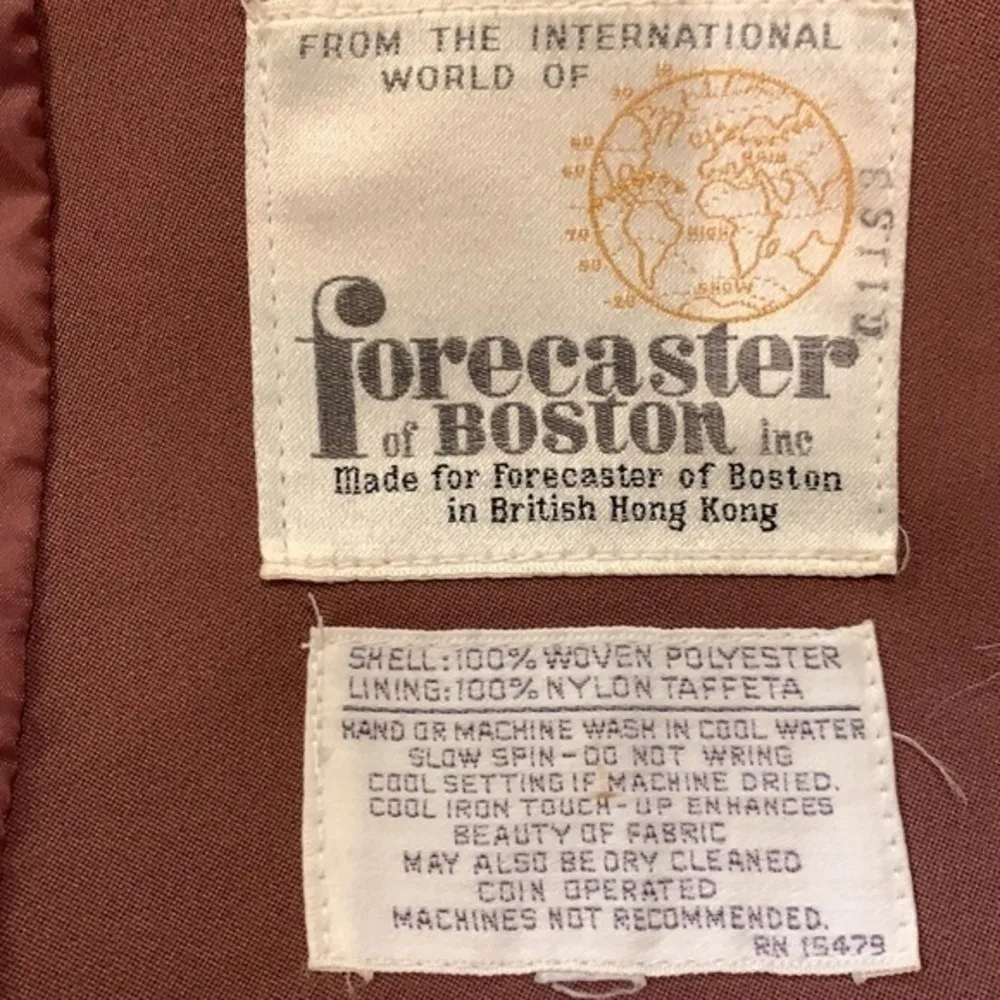 FROM THE INTERNATIONAL
WORLD OF
RAIN
HIGH
SNOW
forecaster
of BOSTON inc
Made for Forecaster of Boston
in British Hong Kong
SHELL: 100% WOVEN POLYESTER
LINING: 100% NYLON TAFFETA
HAND OR MACHINE WASH IN COOL WATER
SLOW SPIN - DO NOT WRING
COOL SETTING IF MACHINE DRIED.
COOL IRON TOUCH-UP ENHANCES
BEAUTY OF FABRIC
MAY ALSO BE DRY CLEANED
COIN OPERATED
MACHINES NOT RECOMMENDED.
RN 15479